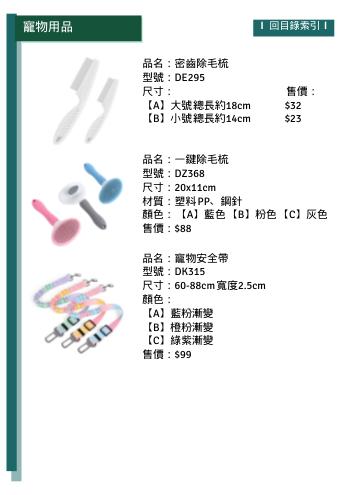 寵物用品
I 回目錄索引 I
品名：密齒除毛梳
型號：DE295
尺寸：
售價：
【A】大號總長約18cm $32
【B】小號總長約14cm $23
品名：一鍵除毛梳
型號：DZ368
尺寸：20x11cm
材質：塑料PP、鋼針
顏色：【A】藍色【B】粉色【C】灰色
售價：$88
品名：寵物安全帶
型號：DK315
尺寸：60-88cm寬度2.5cm
顏色：
【A】藍粉漸變
【B】橙粉漸變
【C】綠紫漸變
售價：$99